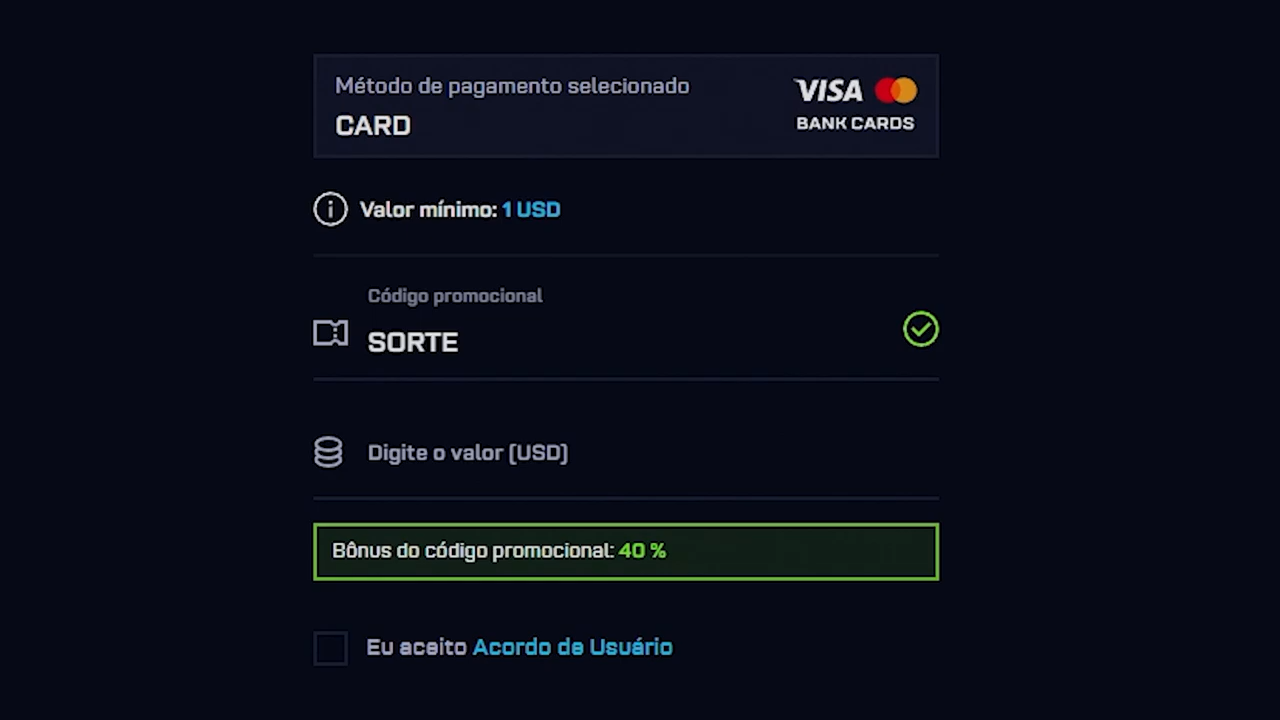 Método de pagamento selecionado
CARD
VISA
BANK CARDS
Valor mínimo: 1 USD
Código promocional
SORTE
Digite o valor (USD)
Bônus do código promocional: 40 %
Eu aceito Acordo de Usuário